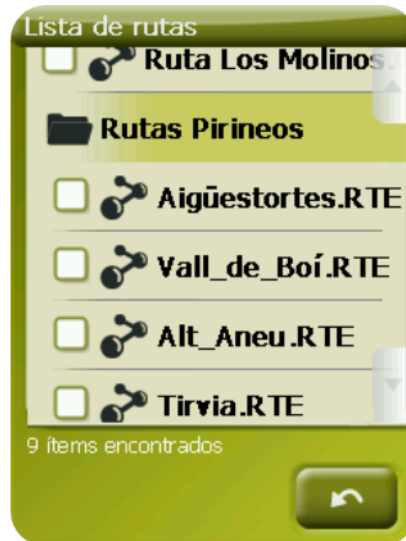 Lista de rutas
Ruta Los Molinos.
Rutas Pirineos
Aigüestortes.RTE
Vall_de_Boí.RTE
Alt_Aneu.RTE
Tirvia.RTE
9 ítems encontrados